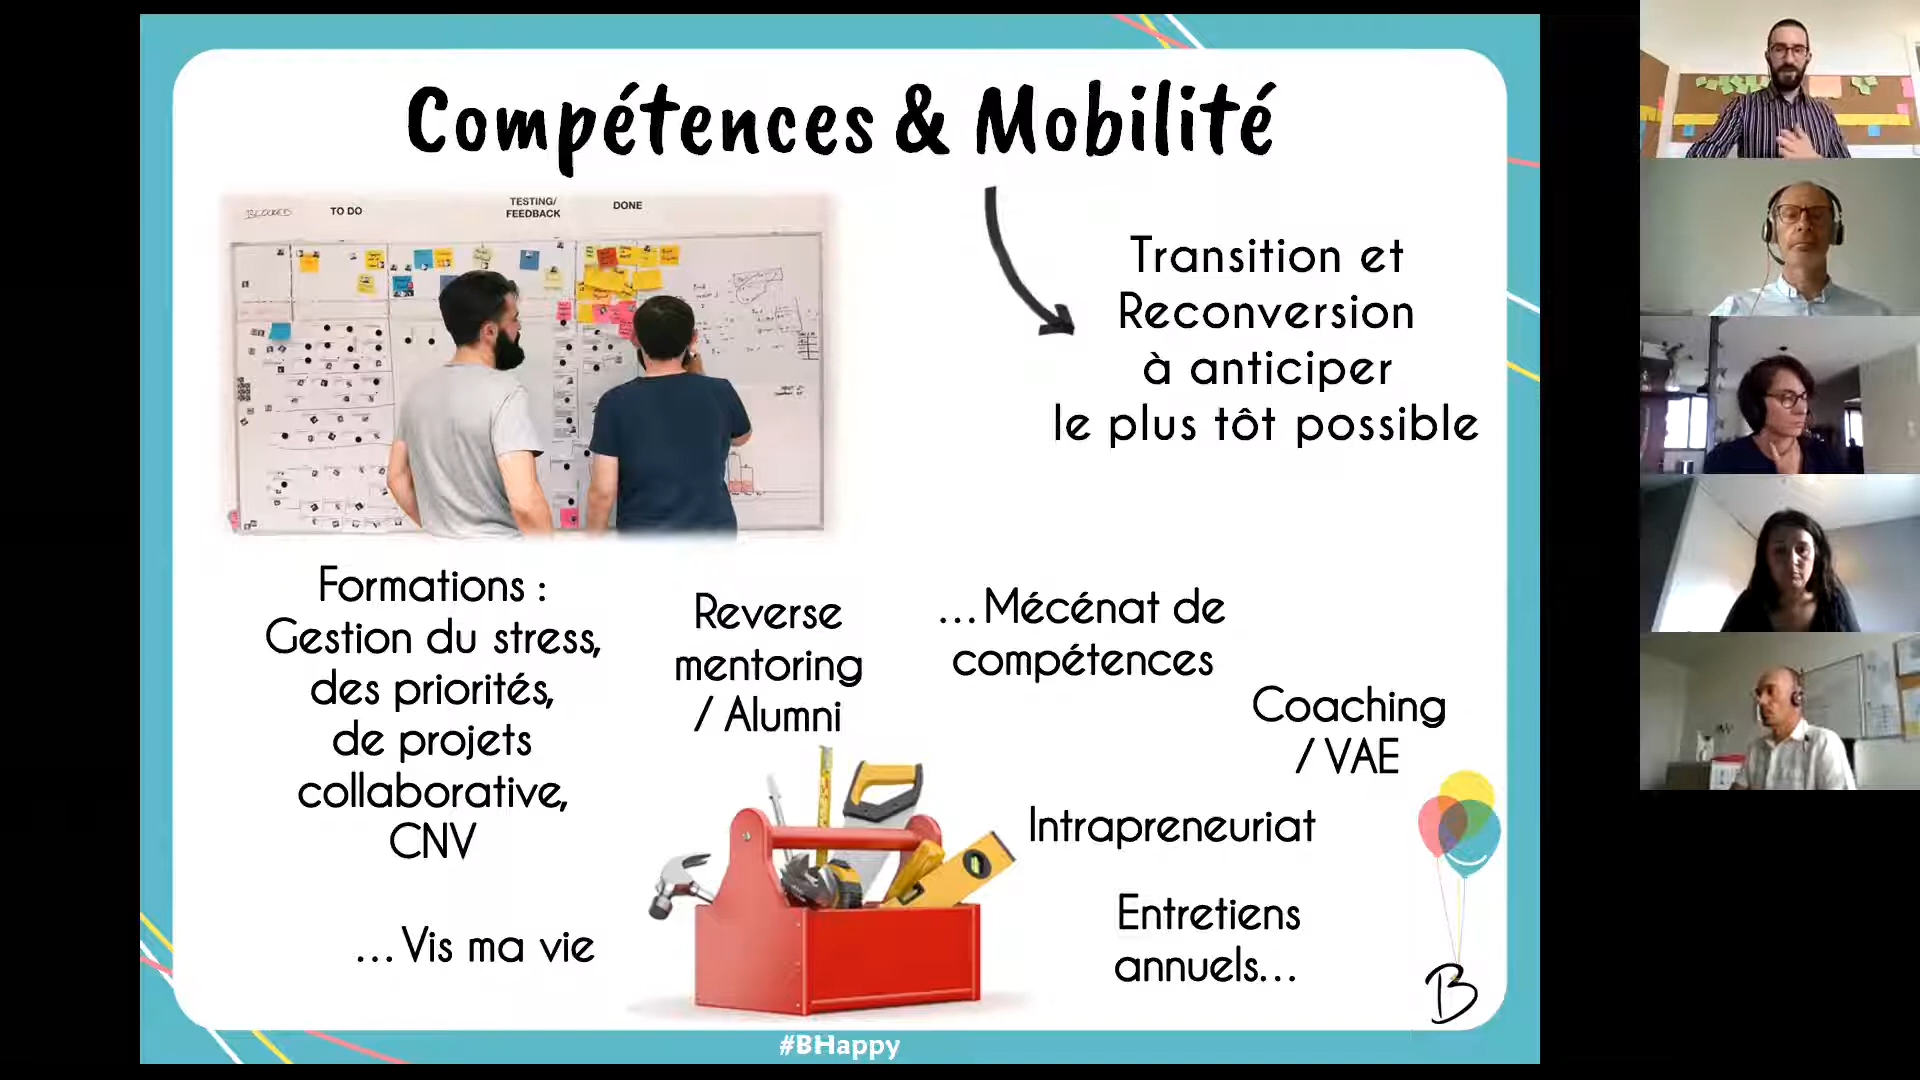 Compétences & Mobilité
BLOCKED
TO DO
TESTING/
FEEDBACK
DONE
Transition et
Reconversion
à anticiper
le plus tôt possible
Formations :
Gestion du stress,
des priorités,
de projets
collaborative,
CNV
Reverse
mentoring
/ Alumni
...Mécénat de
compétences
Coaching
/ VAE
Intrapreneuriat
Entretiens
annuels...
...Vis ma vie
B
#BHappy